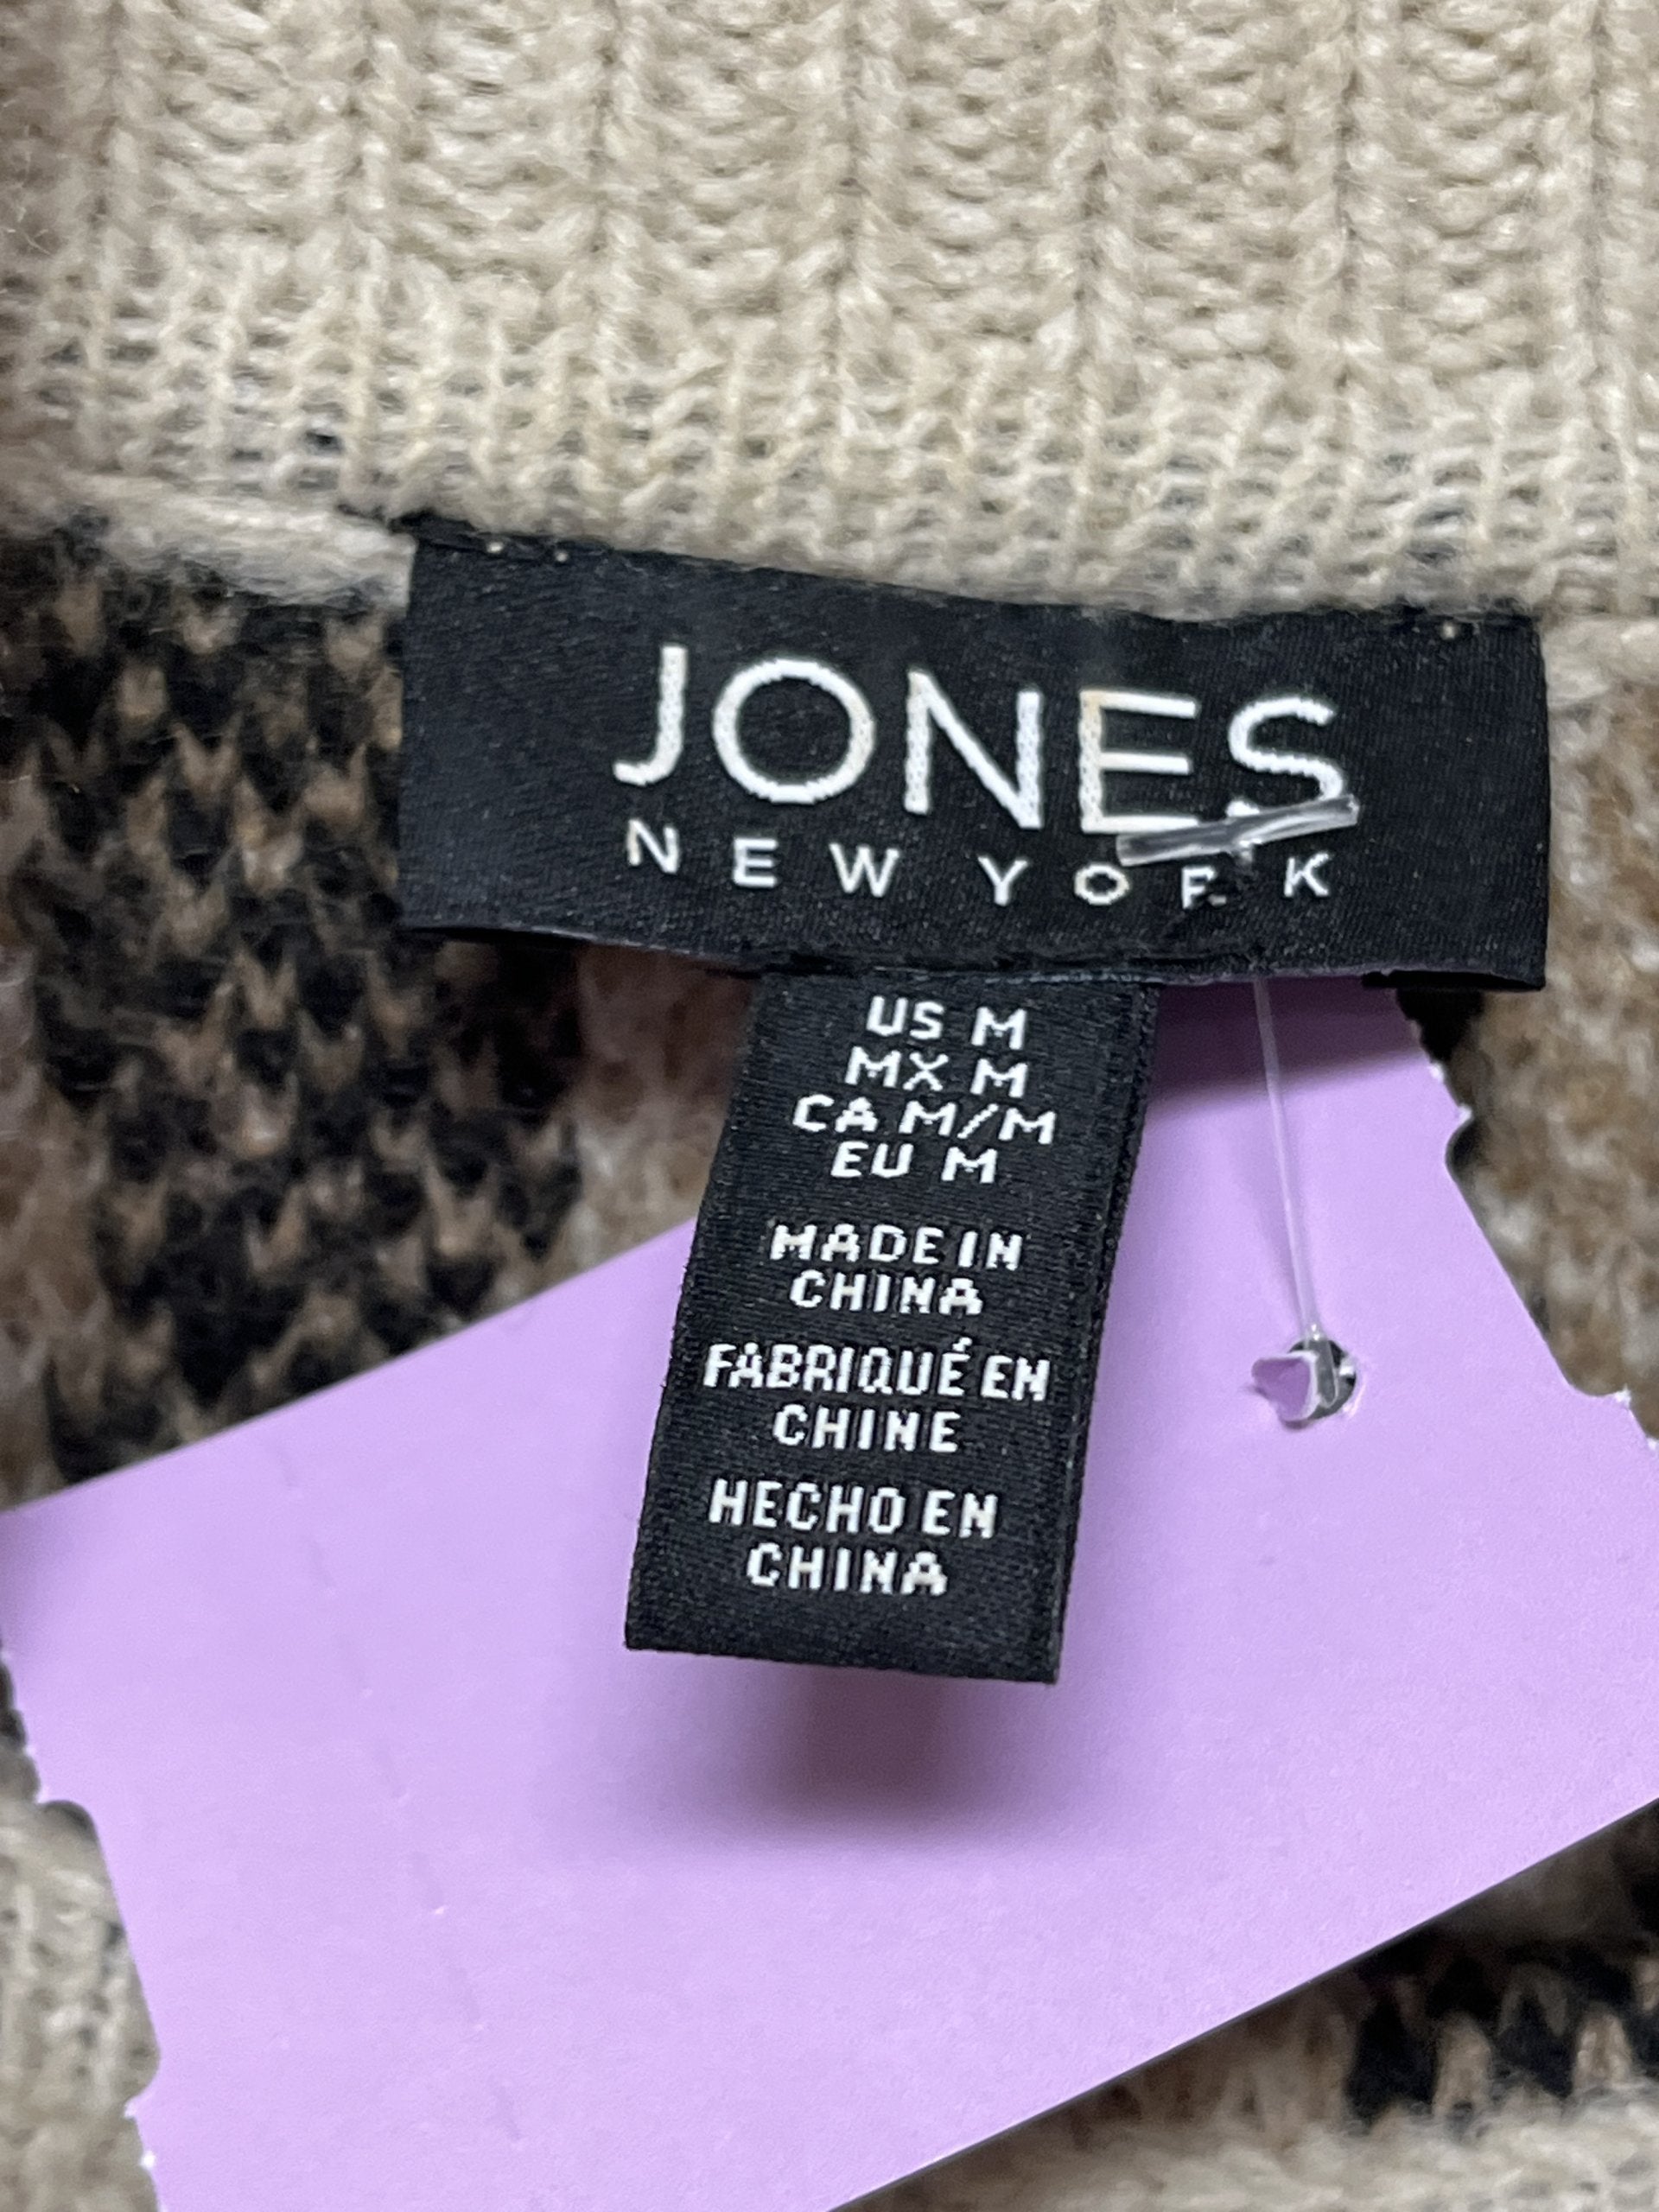 JONES
NEW YORK
US M
MX M
CA M/M
EU M
MADE IN
CHINA
FABRIQUÉ EN
CHINE
HECHO EN
CHINA